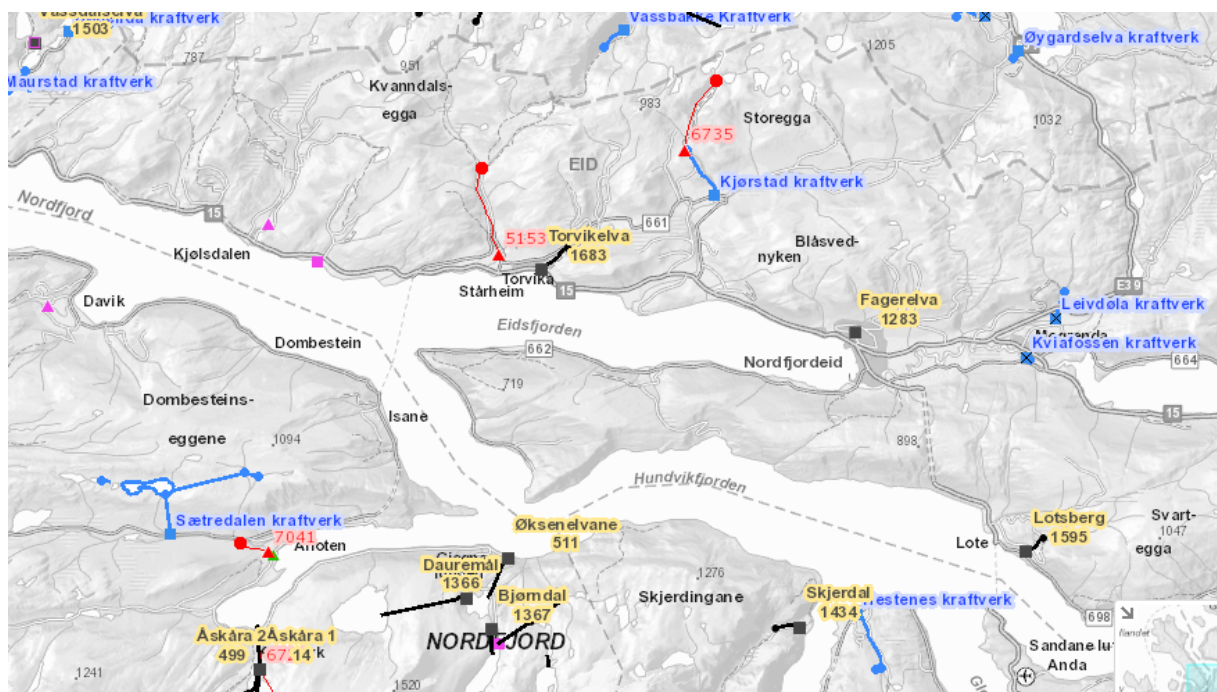 Vassdalselva
1503
kraftverk
Maurstad kraftverk
787
951
Kvanndals-
egga
Vassbakke Kraftverk
983
6735
Storegga
1205
Øygardselva kraftverk
1032
EID
Kjørstad kraftverk
Nordfjord
15
Kjølsdalen
5153
Torvikelva
1683
661
Blåsved-
nyken
Torvika
Stårheim
15
E39
Davik
Dombestein
Eidsfjorden
662
Fagerelva
1283
Leivdøla kraftverk
Kviafossen kraftverk
664
Nordfjordeid
719
Dombesteins-
eggene
1094
Isane
15
898
Hundvikfjorden
Sætredalen kraftverk
7041
Øksenelvane
511
Lotsberg
1595
Svart-
egga
1047
Lote
Dauremål
1366
Bjørndal
1367
1276
Skjerdingane
Skjerdal
1434
kraftverk
698
Åskåra 2
499
Åskåra 1
14
NORDFJORD
Sandane
Anda
1241
1520